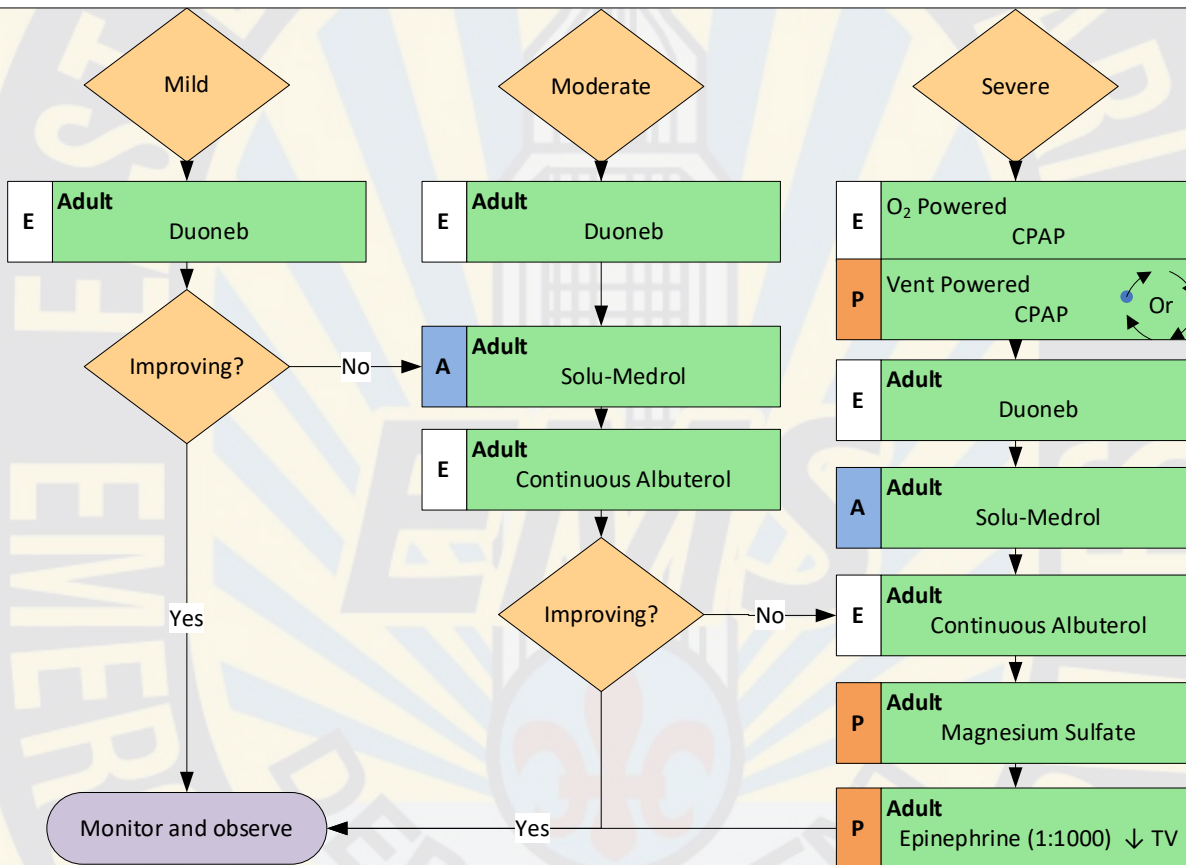 Mild
Moderate
Severe
E
Adult
Duoneb
E
Adult
Duoneb
E
O₂ Powered
CPAP
P
Vent Powered
CPAP
Or
Improving?
No
A
Adult
Solu-Medrol
E
Adult
Duoneb
E
Adult
Continuous Albuterol
A
Adult
Solu-Medrol
Yes
Improving?
No
E
Adult
Continuous Albuterol
P
Adult
Magnesium Sulfate
Monitor and observe
Yes
P
Adult
Epinephrine (1:1000) ↓ TV
EMER
EMS